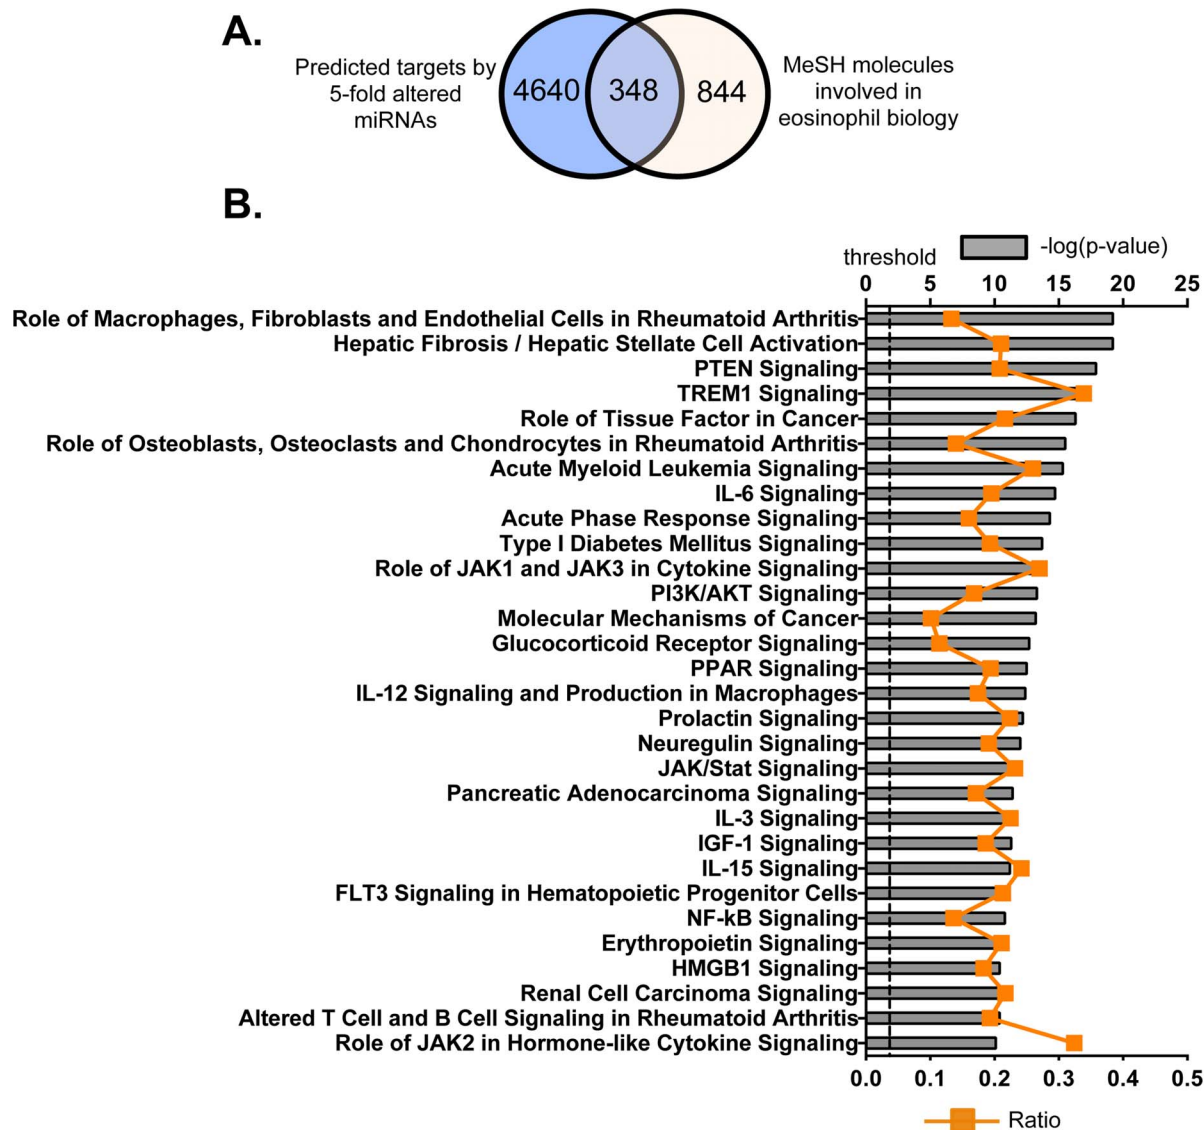 A.
Predicted targets by
5-fold altered
miRNAs
4640
348
844
MeSH molecules
involved in
eosinophil biology
B.
threshold
-log(p-value)
0 5 10 15 20 25
Role of Macrophages, Fibroblasts and Endothelial Cells in Rheumatoid Arthritis
Hepatic Fibrosis / Hepatic Stellate Cell Activation
PTEN Signaling
TREM1 Signaling
Role of Tissue Factor in Cancer
Role of Osteoblasts, Osteoclasts and Chondrocytes in Rheumatoid Arthritis
Acute Myeloid Leukemia Signaling
IL-6 Signaling
Acute Phase Response Signaling
Type I Diabetes Mellitus Signaling
Role of JAK1 and JAK3 in Cytokine Signaling
PI3K/AKT Signaling
Molecular Mechanisms of Cancer
Glucocorticoid Receptor Signaling
PPAR Signaling
IL-12 Signaling and Production in Macrophages
Prolactin Signaling
Neuregulin Signaling
JAK/Stat Signaling
Pancreatic Adenocarcinoma Signaling
IL-3 Signaling
IGF-1 Signaling
IL-15 Signaling
FLT3 Signaling in Hematopoietic Progenitor Cells
NF-kB Signaling
Erythropoietin Signaling
HMGB1 Signaling
Renal Cell Carcinoma Signaling
Altered T Cell and B Cell Signaling in Rheumatoid Arthritis
Role of JAK2 in Hormone-like Cytokine Signaling
0.0 0.1 0.2 0.3 0.4 0.5
Ratio